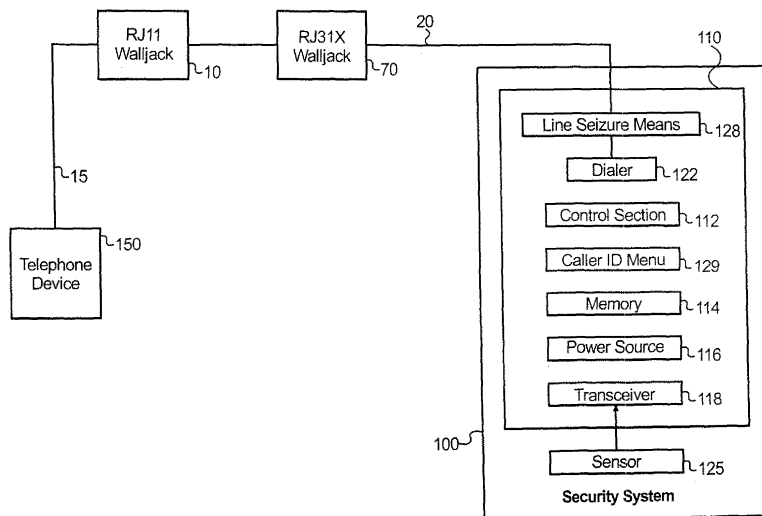 RJ11
Walljack
10
RJ31X
Walljack
70
20
110
Line Seizure Means
128
Dialer
122
15
Control Section
112
150
Telephone
Device
Caller ID Menu
129
Memory
114
Power Source
116
Transceiver
118
100
Sensor
125
Security System